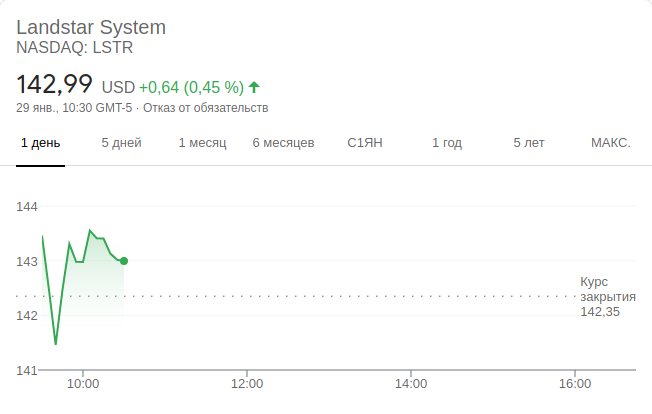 Landstar System
NASDAQ: LSTR
142,99 USD +0,64 (0,45 %)
29 янв., 10:30 GMT-5 · Отказ от обязательств
1 день 5 дней 1 месяц 6 месяцев С1ЯН 1 год 5 лет МАКС.
144
143
Курс
закрытия
142,35
142
141
10:00 12:00 14:00 16:00